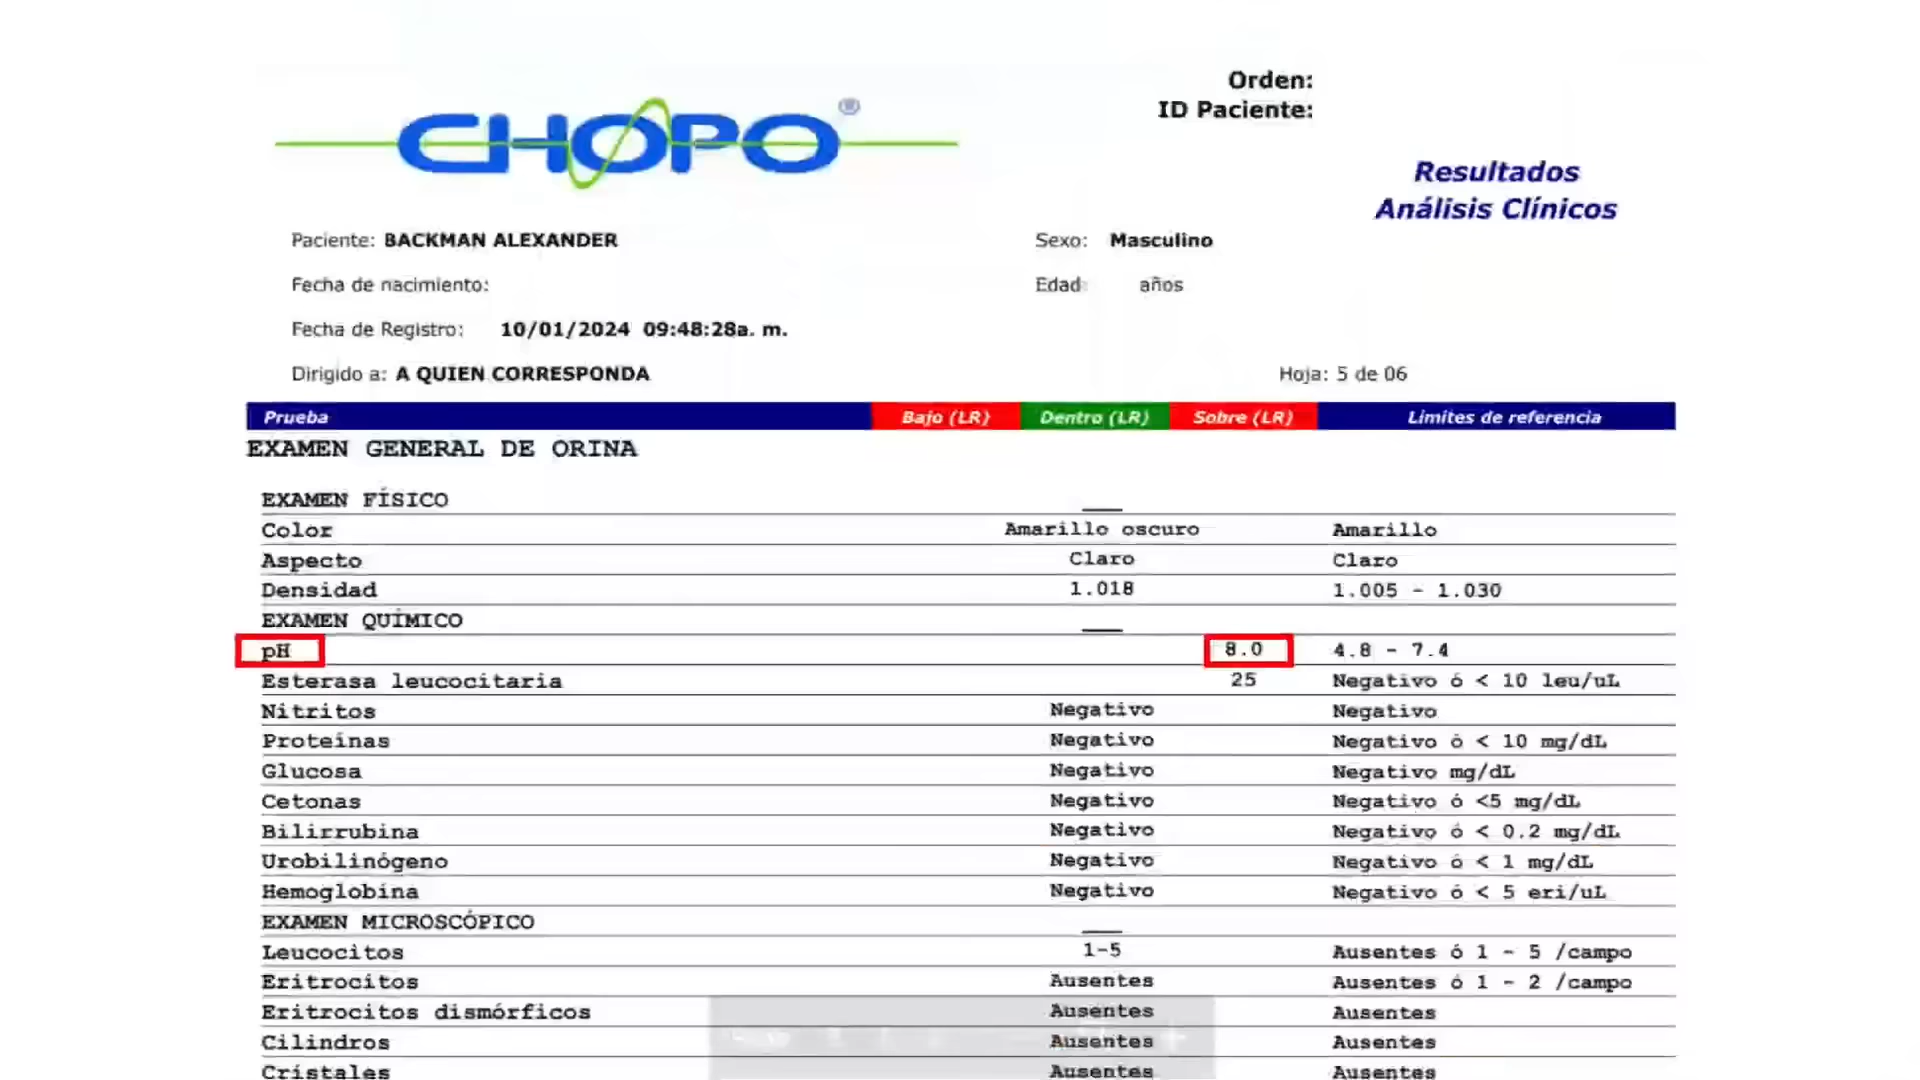 CHOPO®
Orden:
ID Paciente:
Resultados
Análisis Clínicos
Paciente: BACKMAN ALEXANDER
Sexo: Masculino
Fecha de nacimiento:
Edad: años
Fecha de Registro: 10/01/2024 09:48:28a. m.
Dirigido a: A QUIEN CORRESPONDA
Hoja: 5 de 06
Prueba Bajo (LR) Dentro (LR) Sobre (LR) Límites de referencia
EXAMEN GENERAL DE ORINA
EXAMEN FÍSICO
Color Amarillo oscuro Amarillo
Aspecto Claro Claro
Densidad 1.018 1.005 - 1.030
EXAMEN QUÍMICO
pH 8.0 4.8 - 7.4
Esterasa leucocitaria 25 Negativo ó < 10 leu/uL
Nitritos Negativo Negativo
Proteínas Negativo Negativo ó < 10 mg/dL
Glucosa Negativo Negativo mg/dL
Cetonas Negativo Negativo ó <5 mg/dL
Bilirrubina Negativo Negativo ó < 0.2 mg/dL
Urobilinógeno Negativo Negativo ó < 1 mg/dL
Hemoglobina Negativo Negativo ó < 5 eri/uL
EXAMEN MICROSCÓPICO
Leucocitos 1-5 Ausentes ó 1 - 5 /campo
Eritrocitos Ausentes Ausentes ó 1 - 2 /campo
Eritrocitos dismórficos Ausentes Ausentes
Cilindros Ausentes Ausentes
Cristales Ausentes Ausentes